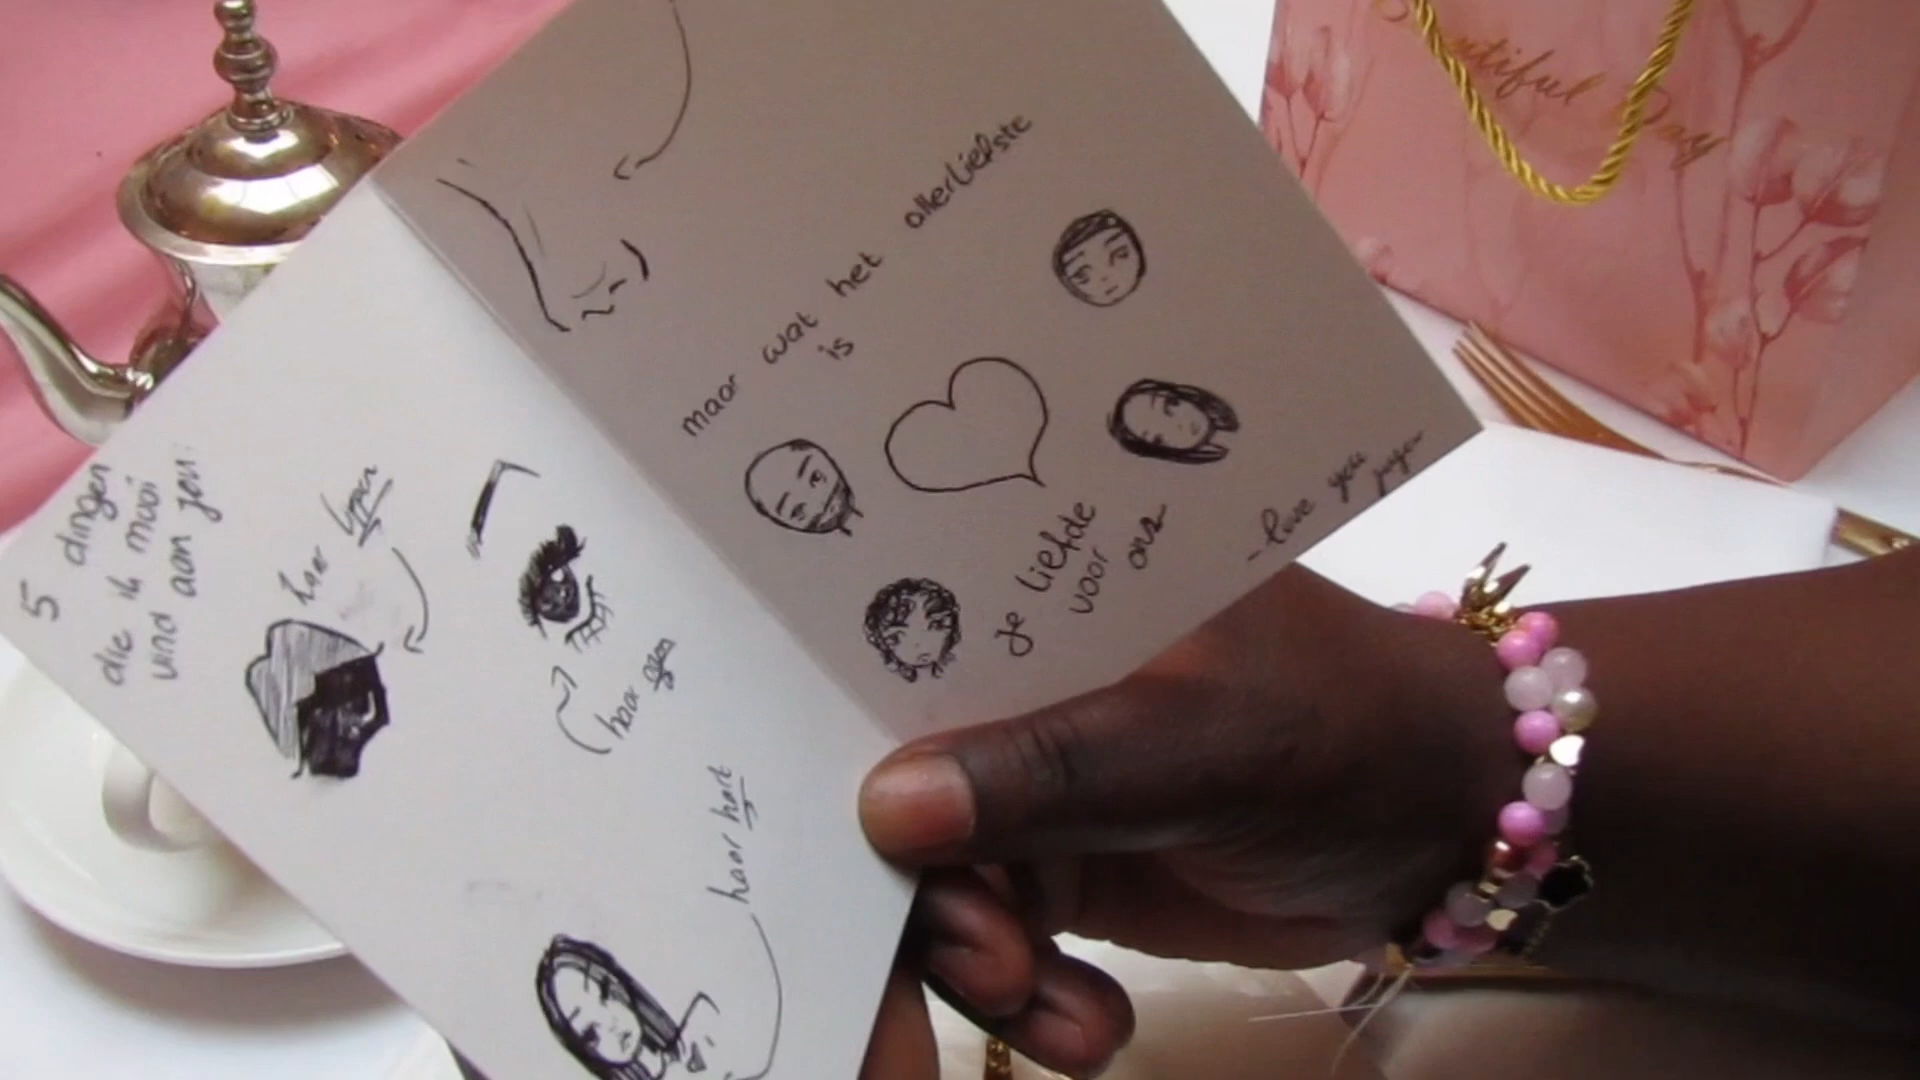 5 dingen
die ik mooi
vind aan jou:
haar lippen
haar ogen
haar hart
maar wat het allerliefste
is
je liefde
voor
ons
- love you